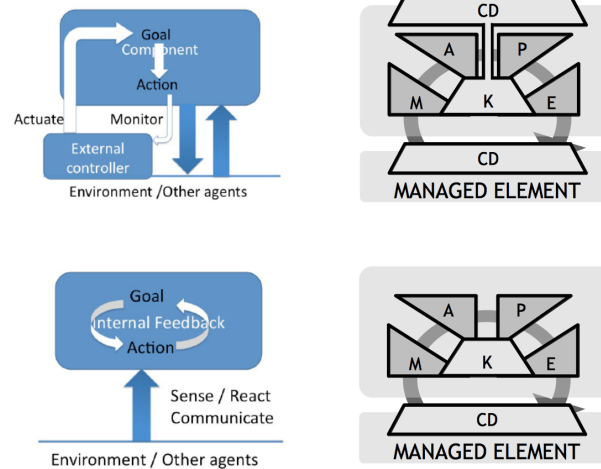 Goal
Component
Action
Actuate
Monitor
External
controller
Environment /Other agents
CD
A
P
M
K
E
CD
MANAGED ELEMENT
Goal
Internal Feedback
Action
Sense / React
Communicate
Environment / Other agents
A
P
M
K
E
CD
MANAGED ELEMENT